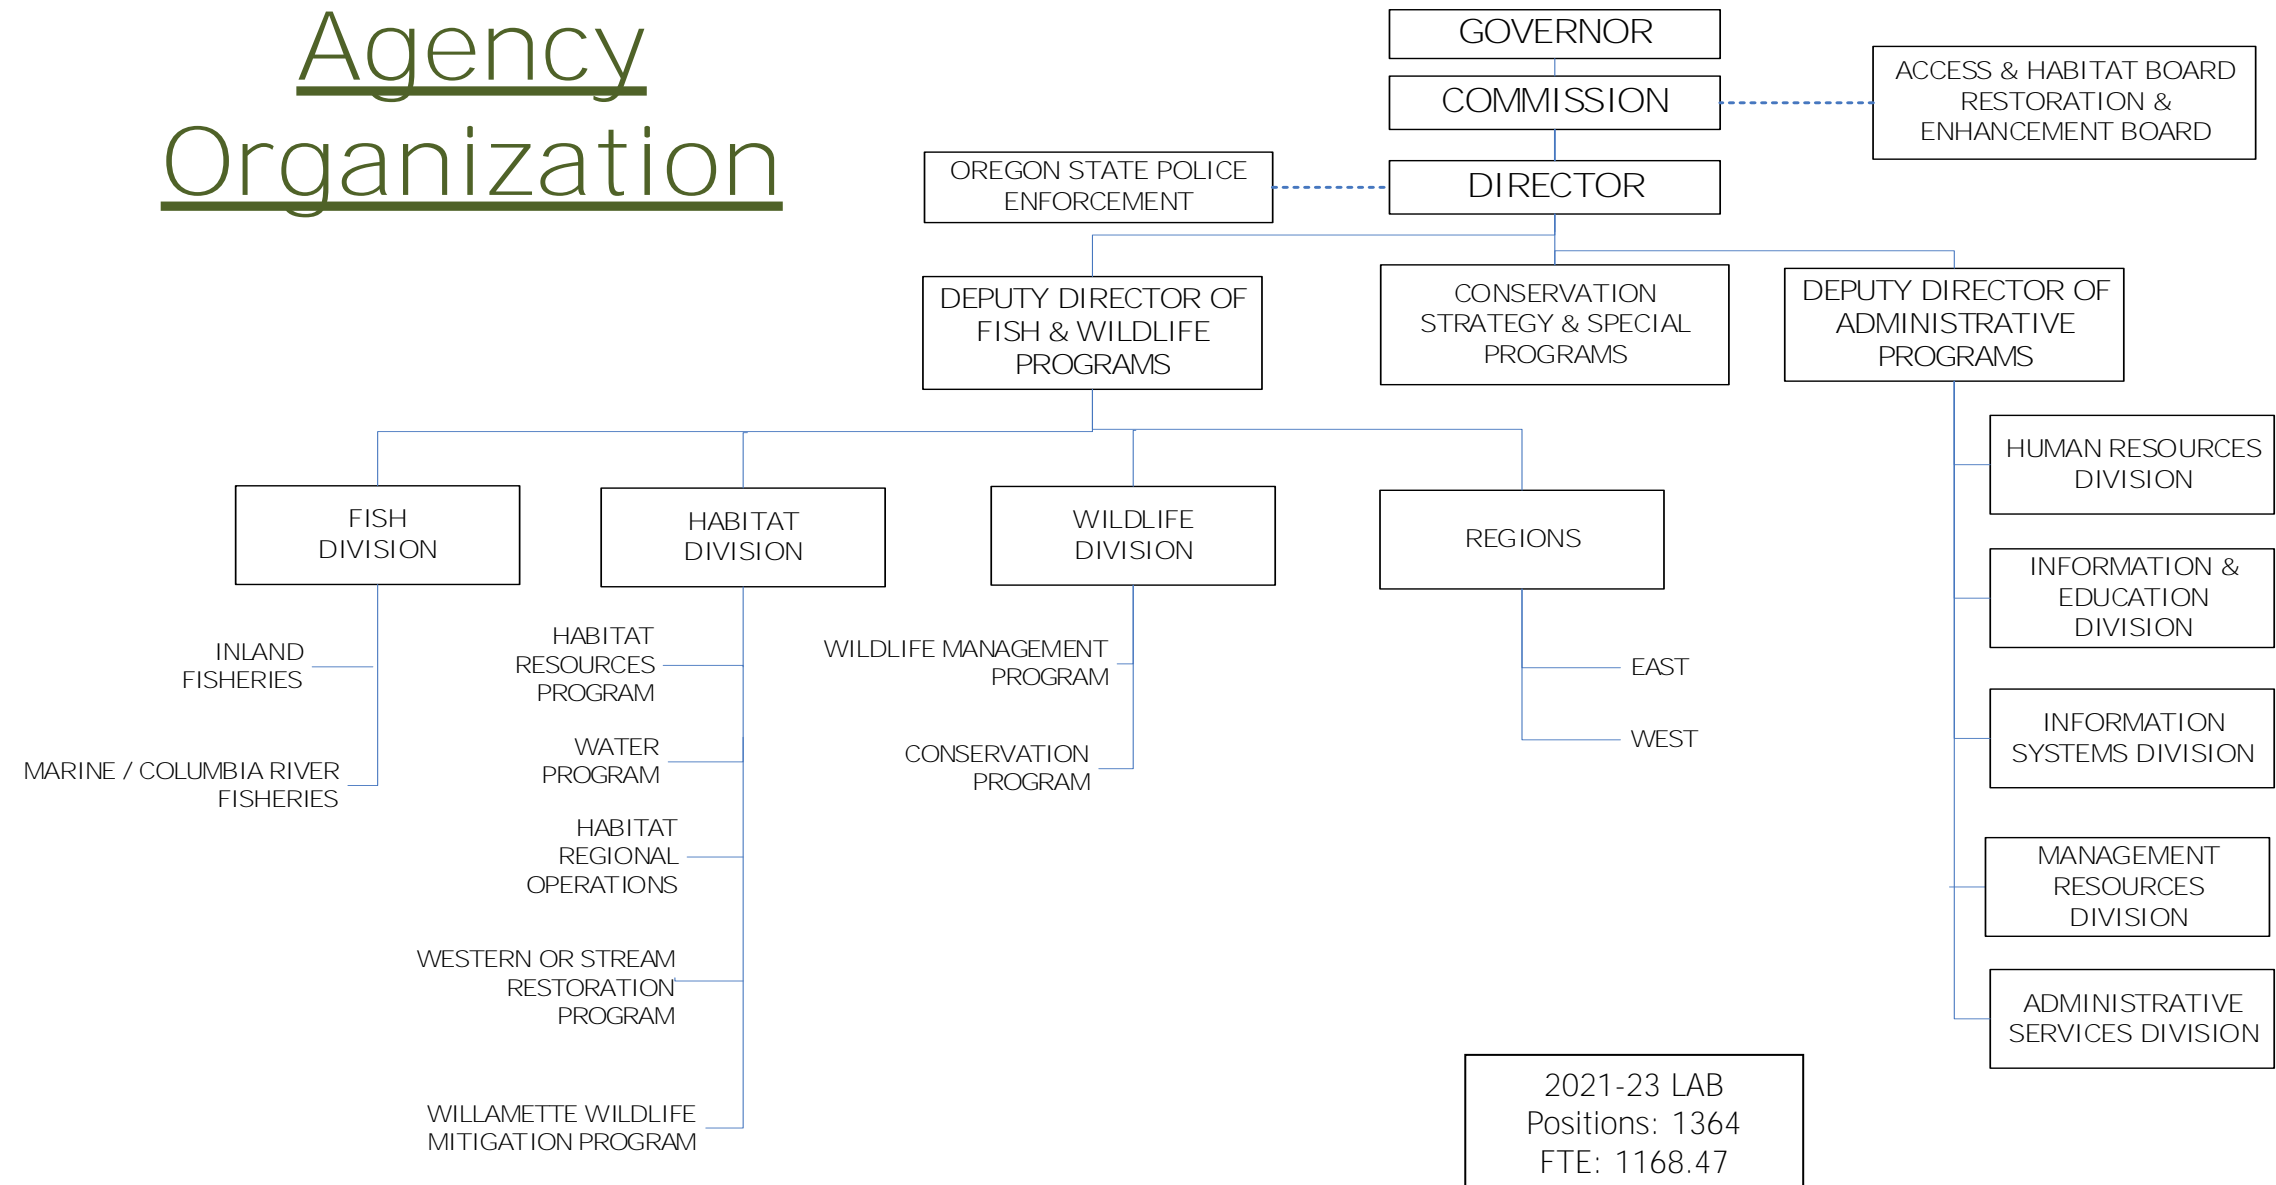 Agency
Organization
GOVERNOR
COMMISSION
ACCESS & HABITAT BOARD
RESTORATION &
ENHANCEMENT BOARD
OREGON STATE POLICE
ENFORCEMENT
DIRECTOR
DEPUTY DIRECTOR OF
FISH & WILDLIFE
PROGRAMS
CONSERVATION
STRATEGY & SPECIAL
PROGRAMS
DEPUTY DIRECTOR OF
ADMINISTRATIVE
PROGRAMS
FISH
DIVISION
HABITAT
DIVISION
WILDLIFE
DIVISION
REGIONS
INLAND
FISHERIES
MARINE / COLUMBIA RIVER
FISHERIES
HABITAT
RESOURCES
PROGRAM
WATER
PROGRAM
HABITAT
REGIONAL
OPERATIONS
WESTERN OR STREAM
RESTORATION
PROGRAM
WILLAMETTE WILDLIFE
MITIGATION PROGRAM
WILDLIFE MANAGEMENT
PROGRAM
CONSERVATION
PROGRAM
EAST
WEST
HUMAN RESOURCES
DIVISION
INFORMATION &
EDUCATION
DIVISION
INFORMATION
SYSTEMS DIVISION
MANAGEMENT
RESOURCES
DIVISION
ADMINISTRATIVE
SERVICES DIVISION
2021-23 LAB
Positions: 1364
FTE: 1168.47